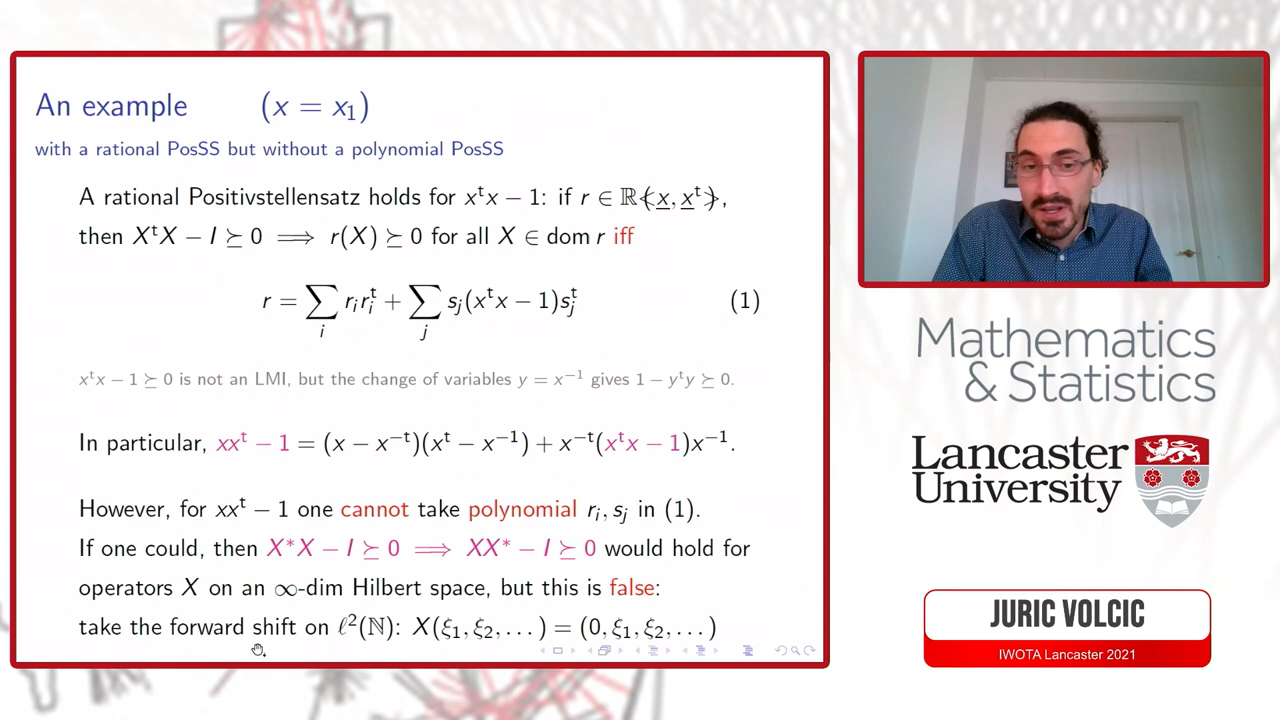 An example (x = x₁)
with a rational PosSS but without a polynomial PosSS
A rational Positivstellensatz holds for xᵗx − 1: if r ∈ ℝ⦓x, xᵗ⦔,
then XᵗX − I ⪰ 0 ⟹ r(X) ⪰ 0 for all X ∈ dom r iff
r = ∑ᵢ rᵢrᵢᵗ + ∑ⱼ sⱼ(xᵗx − 1)sⱼᵗ (1)
xᵗx − 1 ⪰ 0 is not an LMI, but the change of variables y = x⁻¹ gives 1 − yᵗy ⪰ 0.
In particular, xxᵗ − 1 = (x − x⁻ᵗ)(xᵗ − x⁻¹) + x⁻ᵗ(xᵗx − 1)x⁻¹.
However, for xxᵗ − 1 one cannot take polynomial rᵢ, sⱼ in (1).
If one could, then X*X − I ⪰ 0 ⟹ XX* − I ⪰ 0 would hold for
operators X on an ∞-dim Hilbert space, but this is false:
take the forward shift on ℓ²(ℕ): X(ξ₁, ξ₂, . . . ) = (0, ξ₁, ξ₂, . . . )
Mathematics
& Statistics
Lancaster
University
JURIC VOLCIC
IWOTA Lancaster 2021